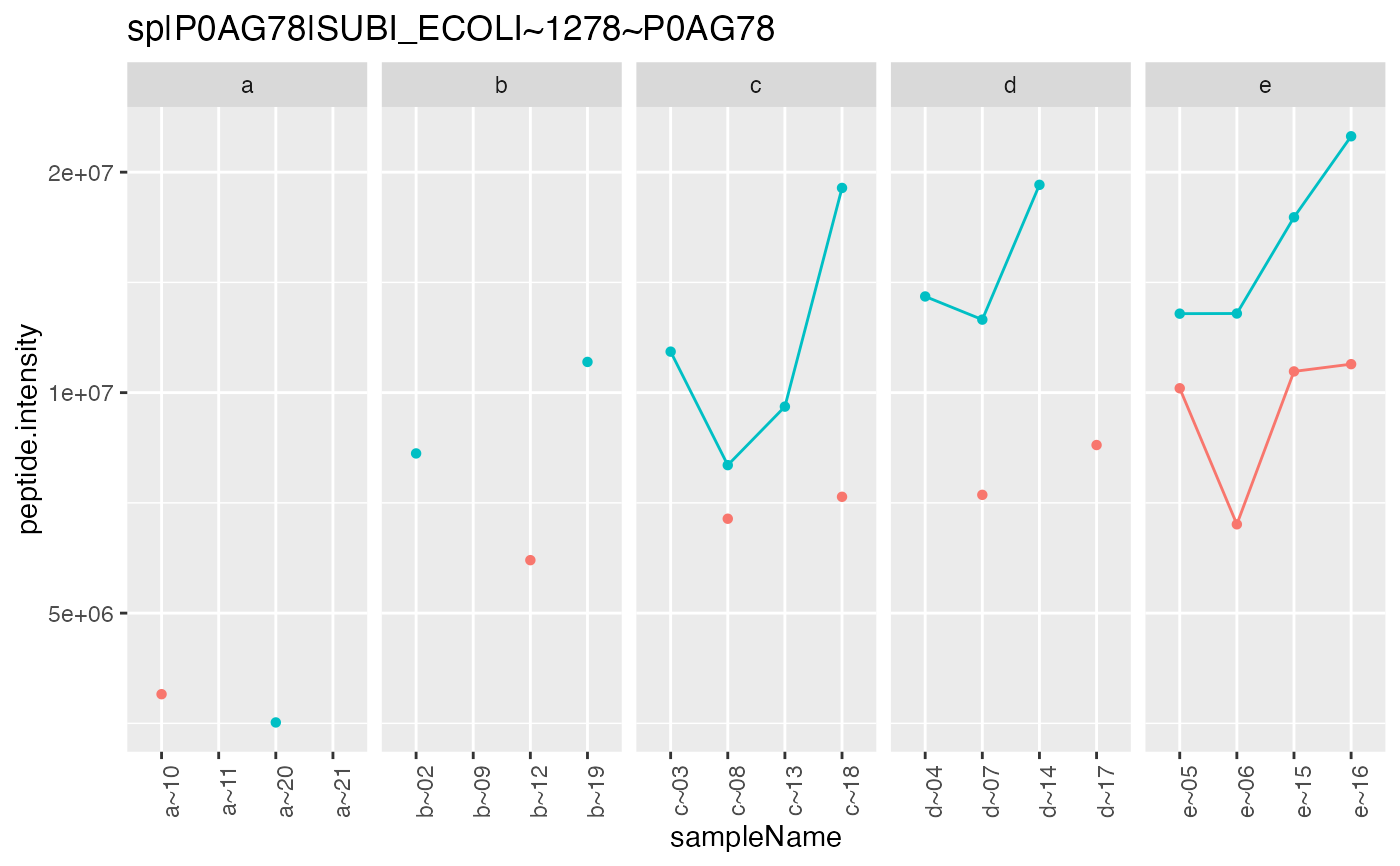 sp|P0AG78|SUBI_ECOLI~1278~P0AG78
a b c d e
peptide.intensity
2e+07
1e+07
5e+06
a~10 a~11 a~20 a~21 b~02 b~09 b~12 b~19 c~03 c~08 c~13 c~18 d~04 d~07 d~14 d~17 e~05 e~06 e~15 e~16
sampleName